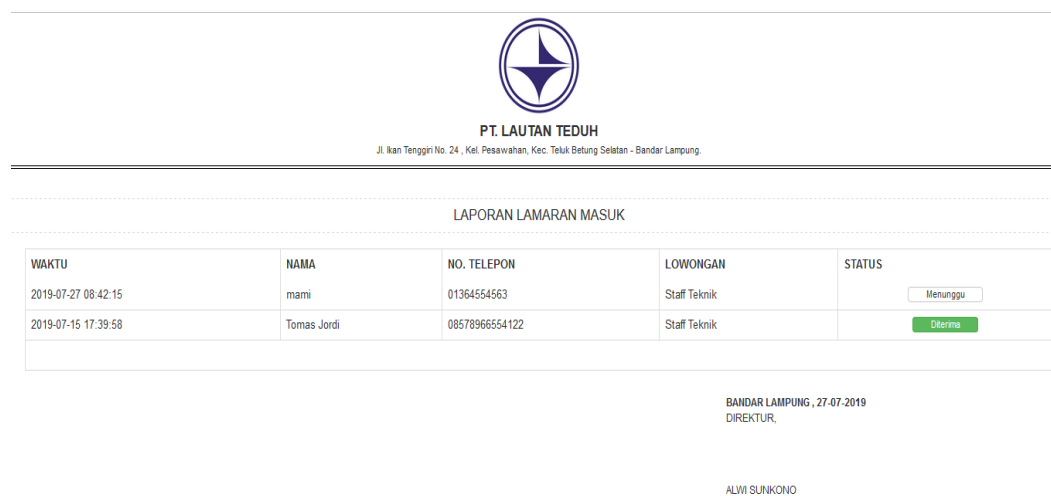 PT. LAUTAN TEDUH
Jl. Ikan Tenggiri No. 24 , Kel. Pesawahan, Kec. Teluk Betung Selatan - Bandar Lampung.
LAPORAN LAMARAN MASUK
WAKTU NAMA NO. TELEPON LOWONGAN STATUS
2019-07-27 08:42:15 mami 01364554563 Staff Teknik Menunggu
2019-07-15 17:39:58 Tomas Jordi 08578966554122 Staff Teknik Diterima
BANDAR LAMPUNG , 27-07-2019
DIREKTUR,
ALWI SUNKONO